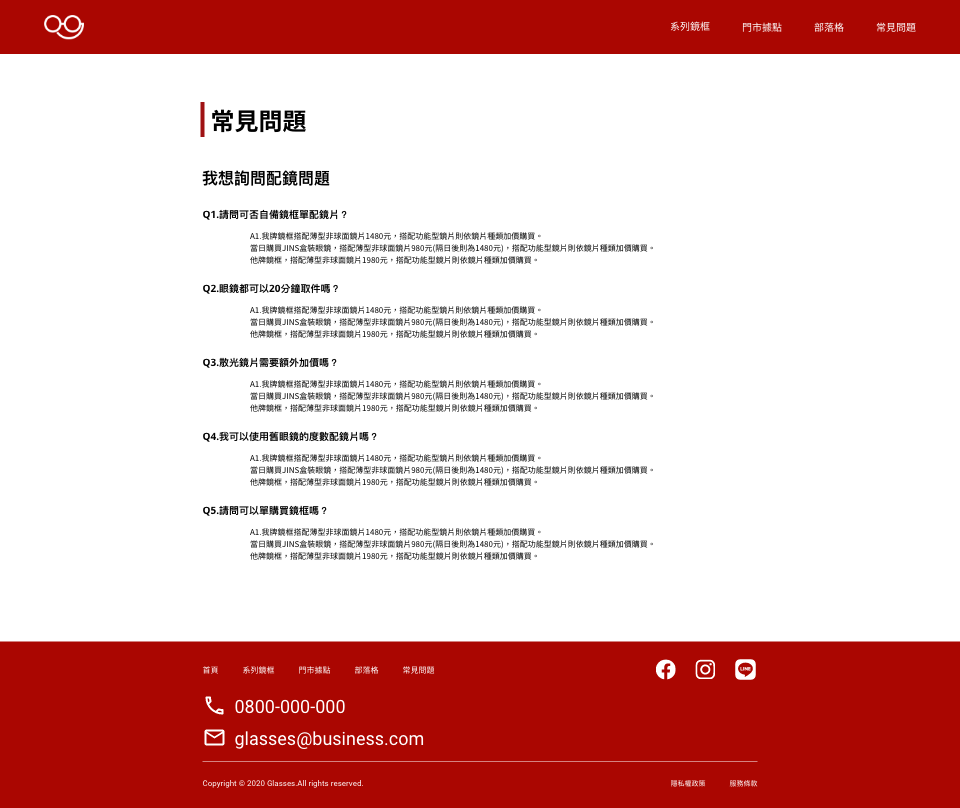 系列鏡框 門市據點 部落格 常見問題
常見問題
我想詢問配鏡問題
Q1.請問可否自備鏡框單配鏡片？
A1.我牌鏡框搭配薄型非球面鏡片1480元，搭配功能型鏡片則依鏡片種類加價購買。
當日購買JINS盒裝眼鏡，搭配薄型非球面鏡片980元(隔日後則為1480元)，搭配功能型鏡片則依鏡片種類加價購買。
他牌鏡框，搭配薄型非球面鏡片1980元，搭配功能型鏡片則依鏡片種類加價購買。
Q2.眼鏡都可以20分鐘取件嗎？
A1.我牌鏡框搭配薄型非球面鏡片1480元，搭配功能型鏡片則依鏡片種類加價購買。
當日購買JINS盒裝眼鏡，搭配薄型非球面鏡片980元(隔日後則為1480元)，搭配功能型鏡片則依鏡片種類加價購買。
他牌鏡框，搭配薄型非球面鏡片1980元，搭配功能型鏡片則依鏡片種類加價購買。
Q3.散光鏡片需要額外加價嗎？
A1.我牌鏡框搭配薄型非球面鏡片1480元，搭配功能型鏡片則依鏡片種類加價購買。
當日購買JINS盒裝眼鏡，搭配薄型非球面鏡片980元(隔日後則為1480元)，搭配功能型鏡片則依鏡片種類加價購買。
他牌鏡框，搭配薄型非球面鏡片1980元，搭配功能型鏡片則依鏡片種類加價購買。
Q4.我可以使用舊眼鏡的度數配鏡片嗎？
A1.我牌鏡框搭配薄型非球面鏡片1480元，搭配功能型鏡片則依鏡片種類加價購買。
當日購買JINS盒裝眼鏡，搭配薄型非球面鏡片980元(隔日後則為1480元)，搭配功能型鏡片則依鏡片種類加價購買。
他牌鏡框，搭配薄型非球面鏡片1980元，搭配功能型鏡片則依鏡片種類加價購買。
Q5.請問可以單購買鏡框嗎？
A1.我牌鏡框搭配薄型非球面鏡片1480元，搭配功能型鏡片則依鏡片種類加價購買。
當日購買JINS盒裝眼鏡，搭配薄型非球面鏡片980元(隔日後則為1480元)，搭配功能型鏡片則依鏡片種類加價購買。
他牌鏡框，搭配薄型非球面鏡片1980元，搭配功能型鏡片則依鏡片種類加價購買。
首頁 系列鏡框 門市據點 部落格 常見問題
LINE
0800-000-000
glasses@business.com
Copyright © 2020 Glasses.All rights reserved. 隱私權政策 服務條款